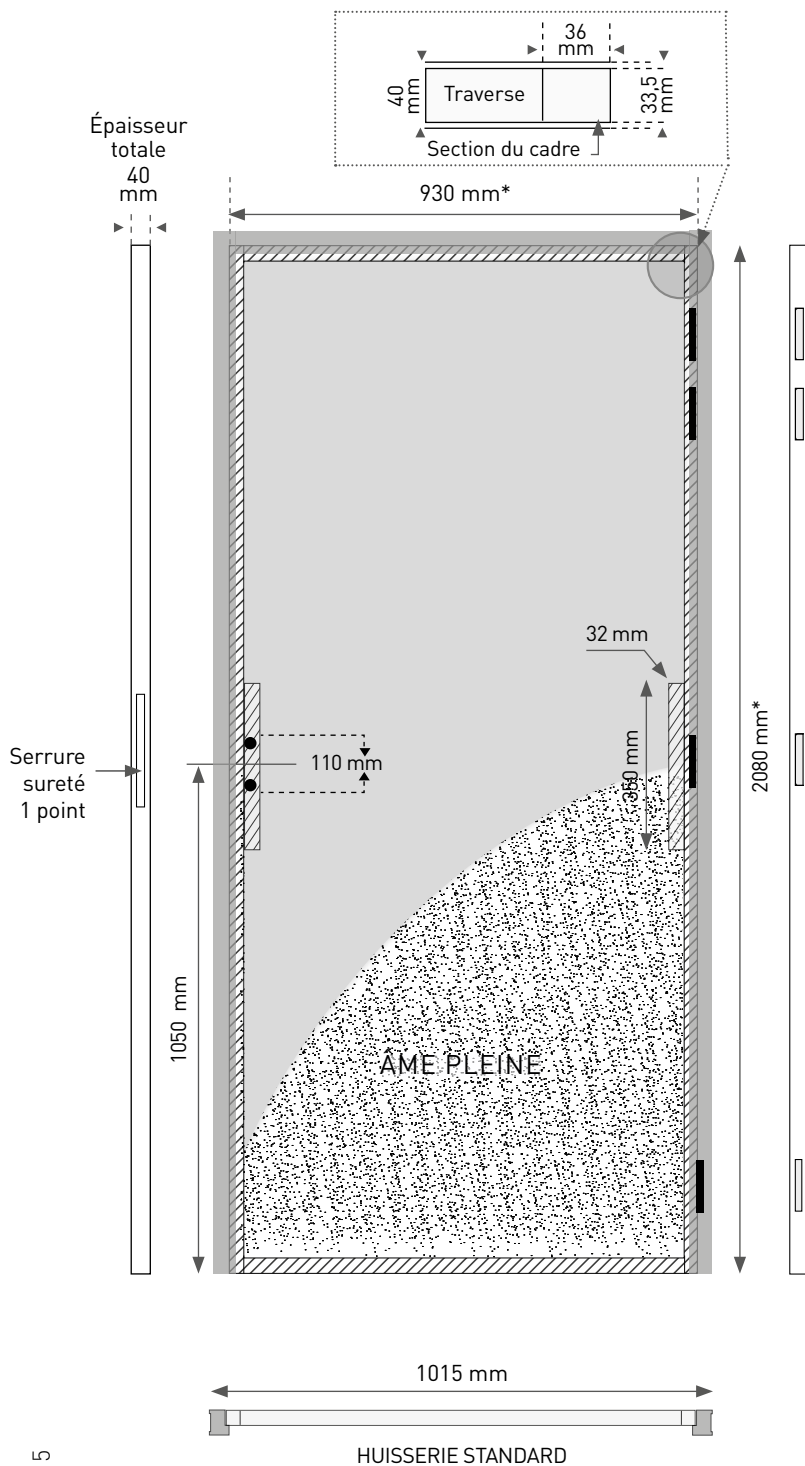 36
mm
40
mm
Traverse
33,5
mm
Section du cadre
Épaisseur
totale
40
mm
930 mm*
32 mm
350 mm
2080 mm*
110 mm
Serrure
sureté
1 point
1050 mm
ÂME PLEINE
1015 mm
HUISSERIE STANDARD
5